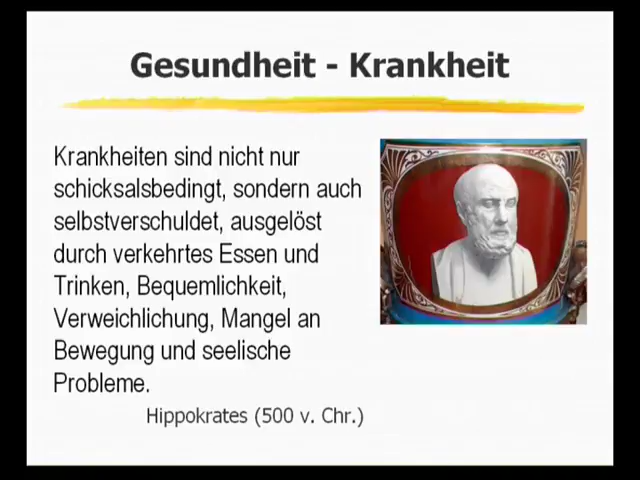 Gesundheit - Krankheit
Krankheiten sind nicht nur
schicksalsbedingt, sondern auch
selbstverschuldet, ausgelöst
durch verkehrtes Essen und
Trinken, Bequemlichkeit,
Verweichlichung, Mangel an
Bewegung und seelische
Probleme.
Hippokrates (500 v. Chr.)